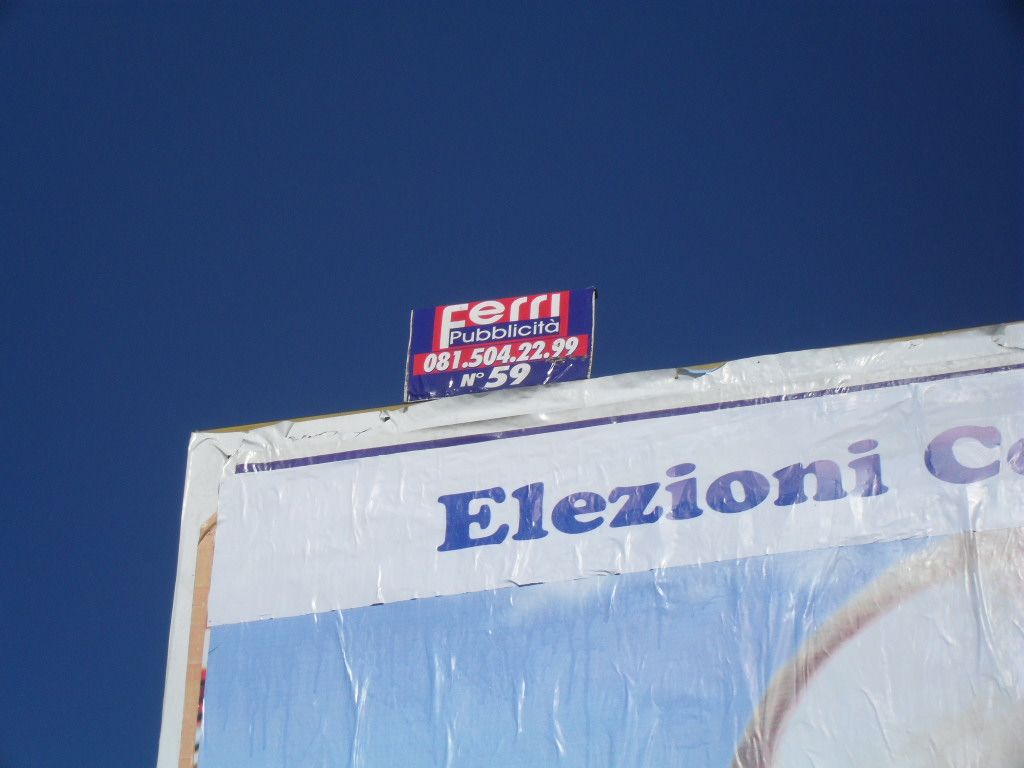 Ferri
Pubblicità
081.504.22.99
N° 59
Elezioni